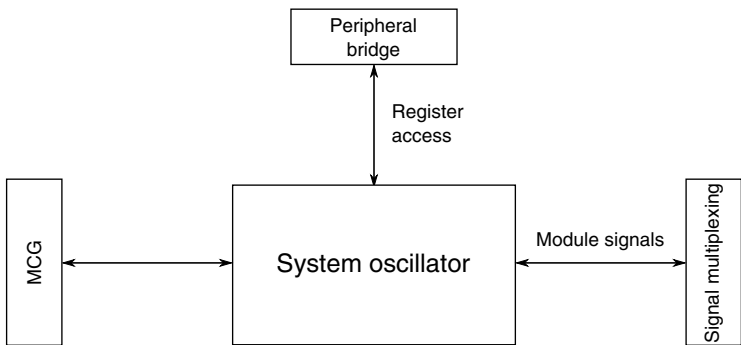 Peripheral
bridge
Register
access
MCG
System oscillator
Module signals
Signal multiplexing